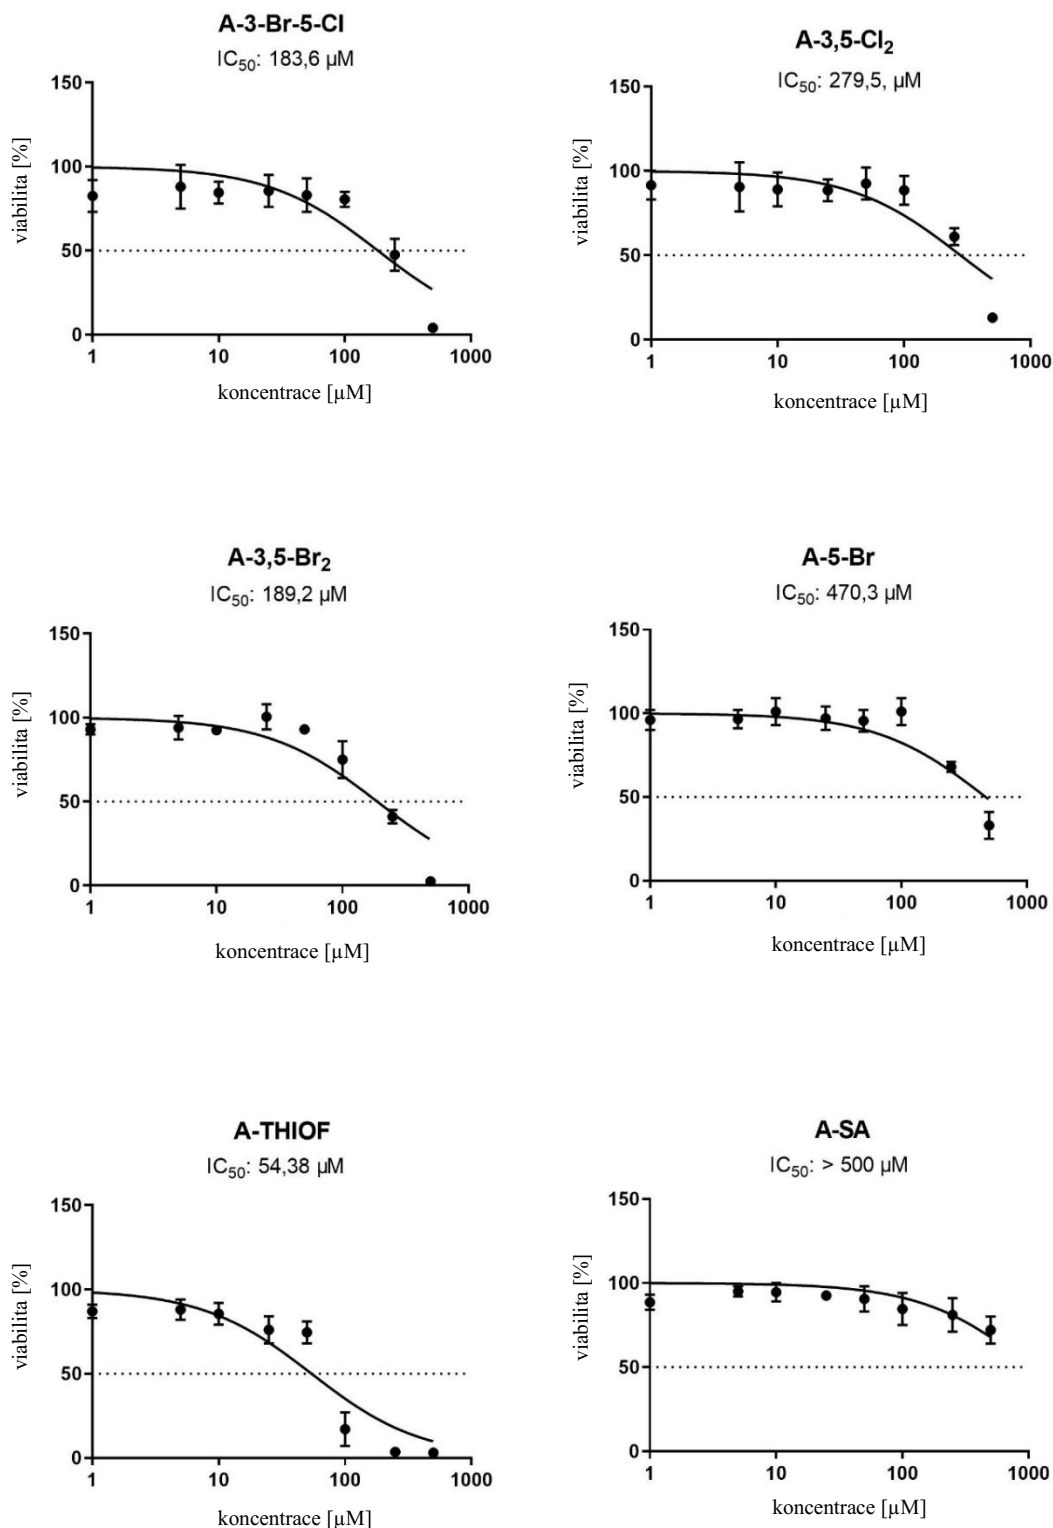 A-3-Br-5-Cl
IC50: 183,6 µM
150
100
50
0
1
10
100
1000
viabilita [%]
koncentrace [µM]
A-3,5-Cl2
IC50: 279,5, µM
150
100
50
0
1
10
100
1000
viabilita [%]
koncentrace [µM]
A-3,5-Br2
IC50: 189,2 µM
150
100
50
0
1
10
100
1000
viabilita [%]
koncentrace [µM]
A-5-Br
IC50: 470,3 µM
150
100
50
0
1
10
100
1000
viabilita [%]
koncentrace [µM]
A-THIOF
IC50: 54,38 µM
150
100
50
0
1
10
100
1000
viabilita [%]
koncentrace [µM]
A-SA
IC50: > 500 µM
150
100
50
0
1
10
100
1000
viabilita [%]
koncentrace [µM]